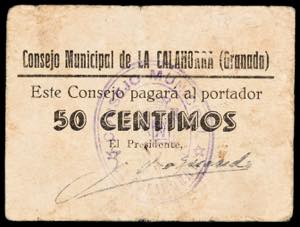 Consejo Municipal de LA CALAHORRA (Granada)
Este Consejo pagará al portador
50 CENTIMOS
El Presidente,